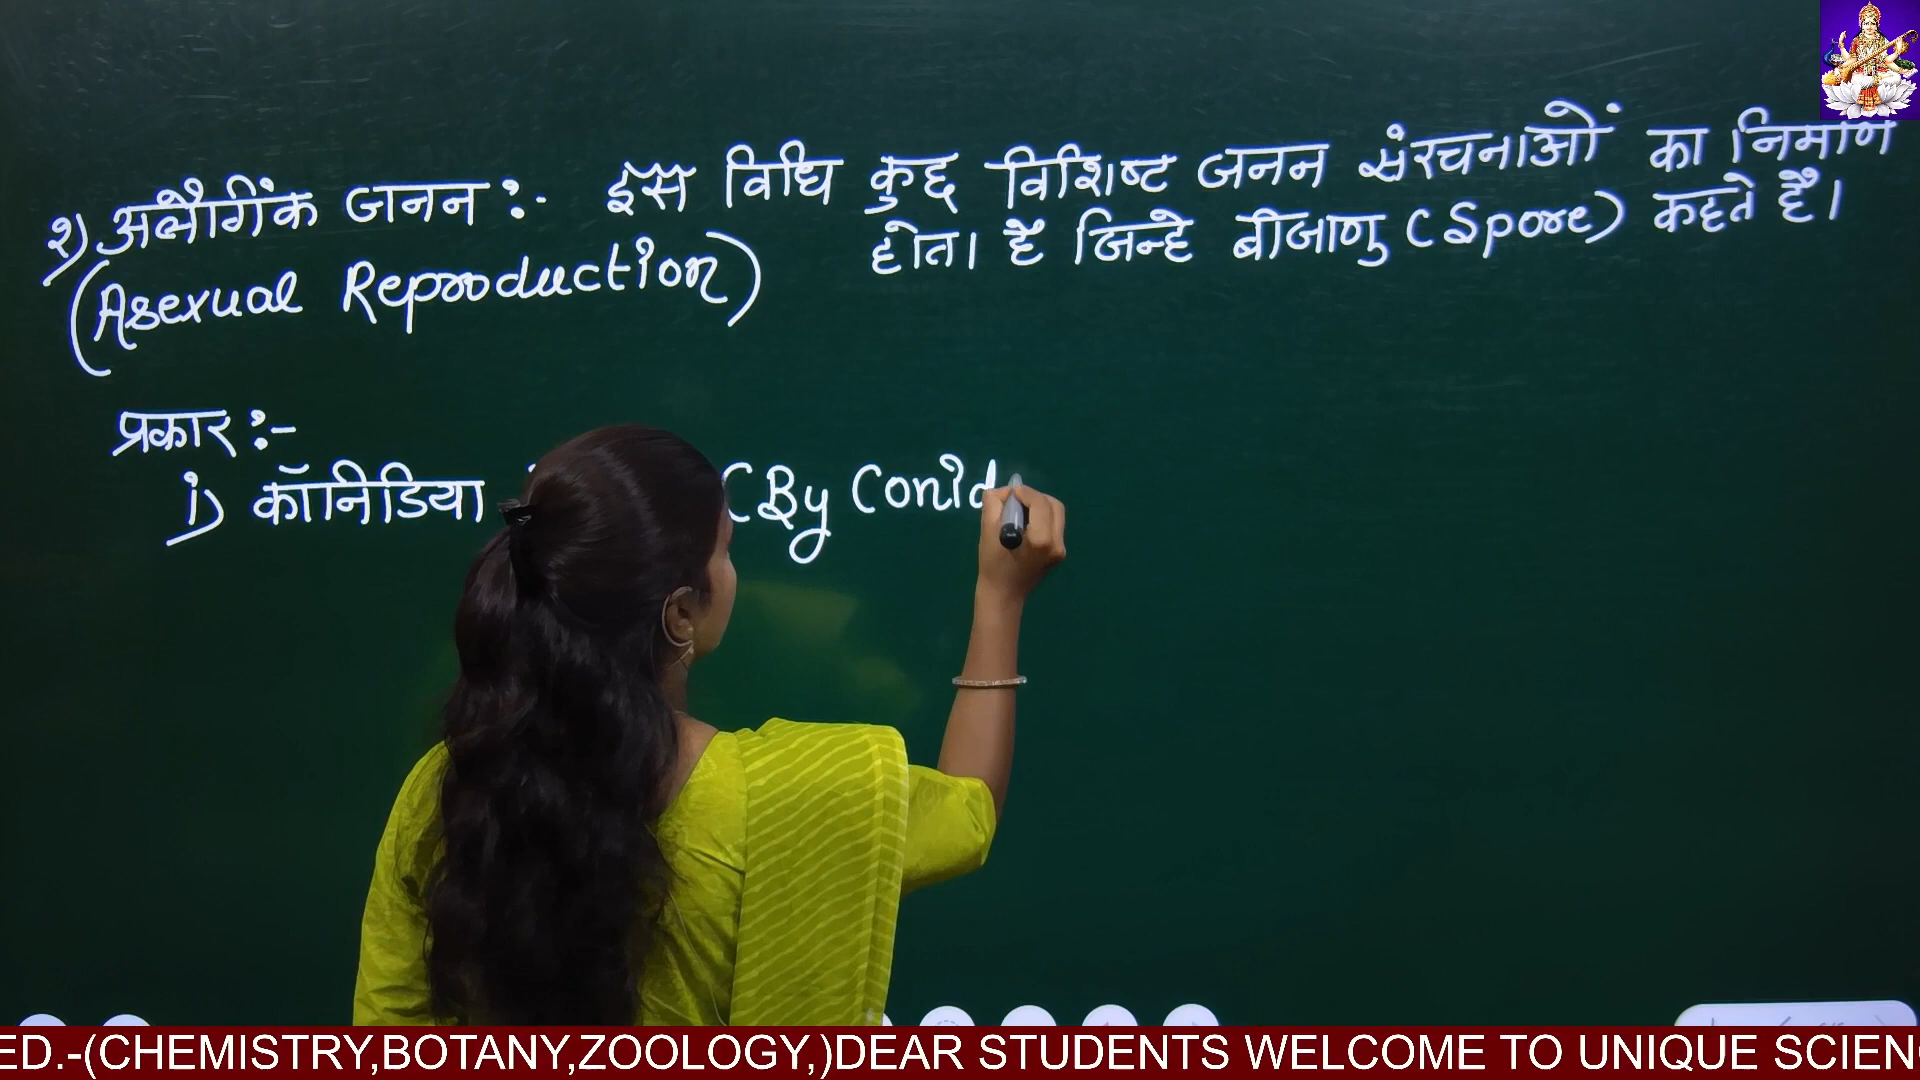 २) अलैगींक जनन :- इस विधि कुछ विशिष्ट जनन संरचनाओं का निर्माण
(Asexual Reproduction) होता हैं जिन्हे बीजाणु (Spore) कहते हैं।
प्रकार :-
i) कॉनिडिया (By Conid
ED.-(CHEMISTRY,BOTANY,ZOOLOGY,)DEAR STUDENTS WELCOME TO UNIQUE SCIEN